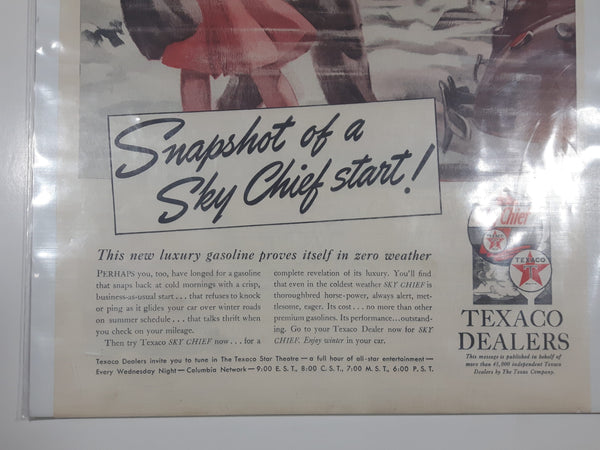 Snapshot of a
Sky Chief start!
This new luxury gasoline proves itself in zero weather
PERHAPS you, too, have longed for a gasoline
that snaps back at cold mornings with a crisp,
business-as-usual start . . . that refuses to knock
or ping as it glides your car over winter roads
on summer schedule . . . that talks thrift when
you check on your mileage.
Then try Texaco SKY CHIEF now . . . for a
complete revelation of its luxury. You'll find
that even in the coldest weather SKY CHIEF is
thoroughbred horse-power, always alert, met-
tlesome, eager. Its cost . . . no more than other
premium gasolines. Its performance...outstand-
ing. Go to your Texaco Dealer now for SKY
CHIEF. Enjoy winter in your car.
Texaco Dealers invite you to tune in The Texaco Star Theatre — a full hour of all-star entertainment —
Every Wednesday Night — Columbia Network — 9:00 E.S.T., 8:00 C.S.T., 7:00 M.S.T., 6:00 P.S.T.
Chief
TEXACO
TEXACO
DEALERS
This message is published in behalf of
more than 45,000 independent Texaco
Dealers by The Texas Company.